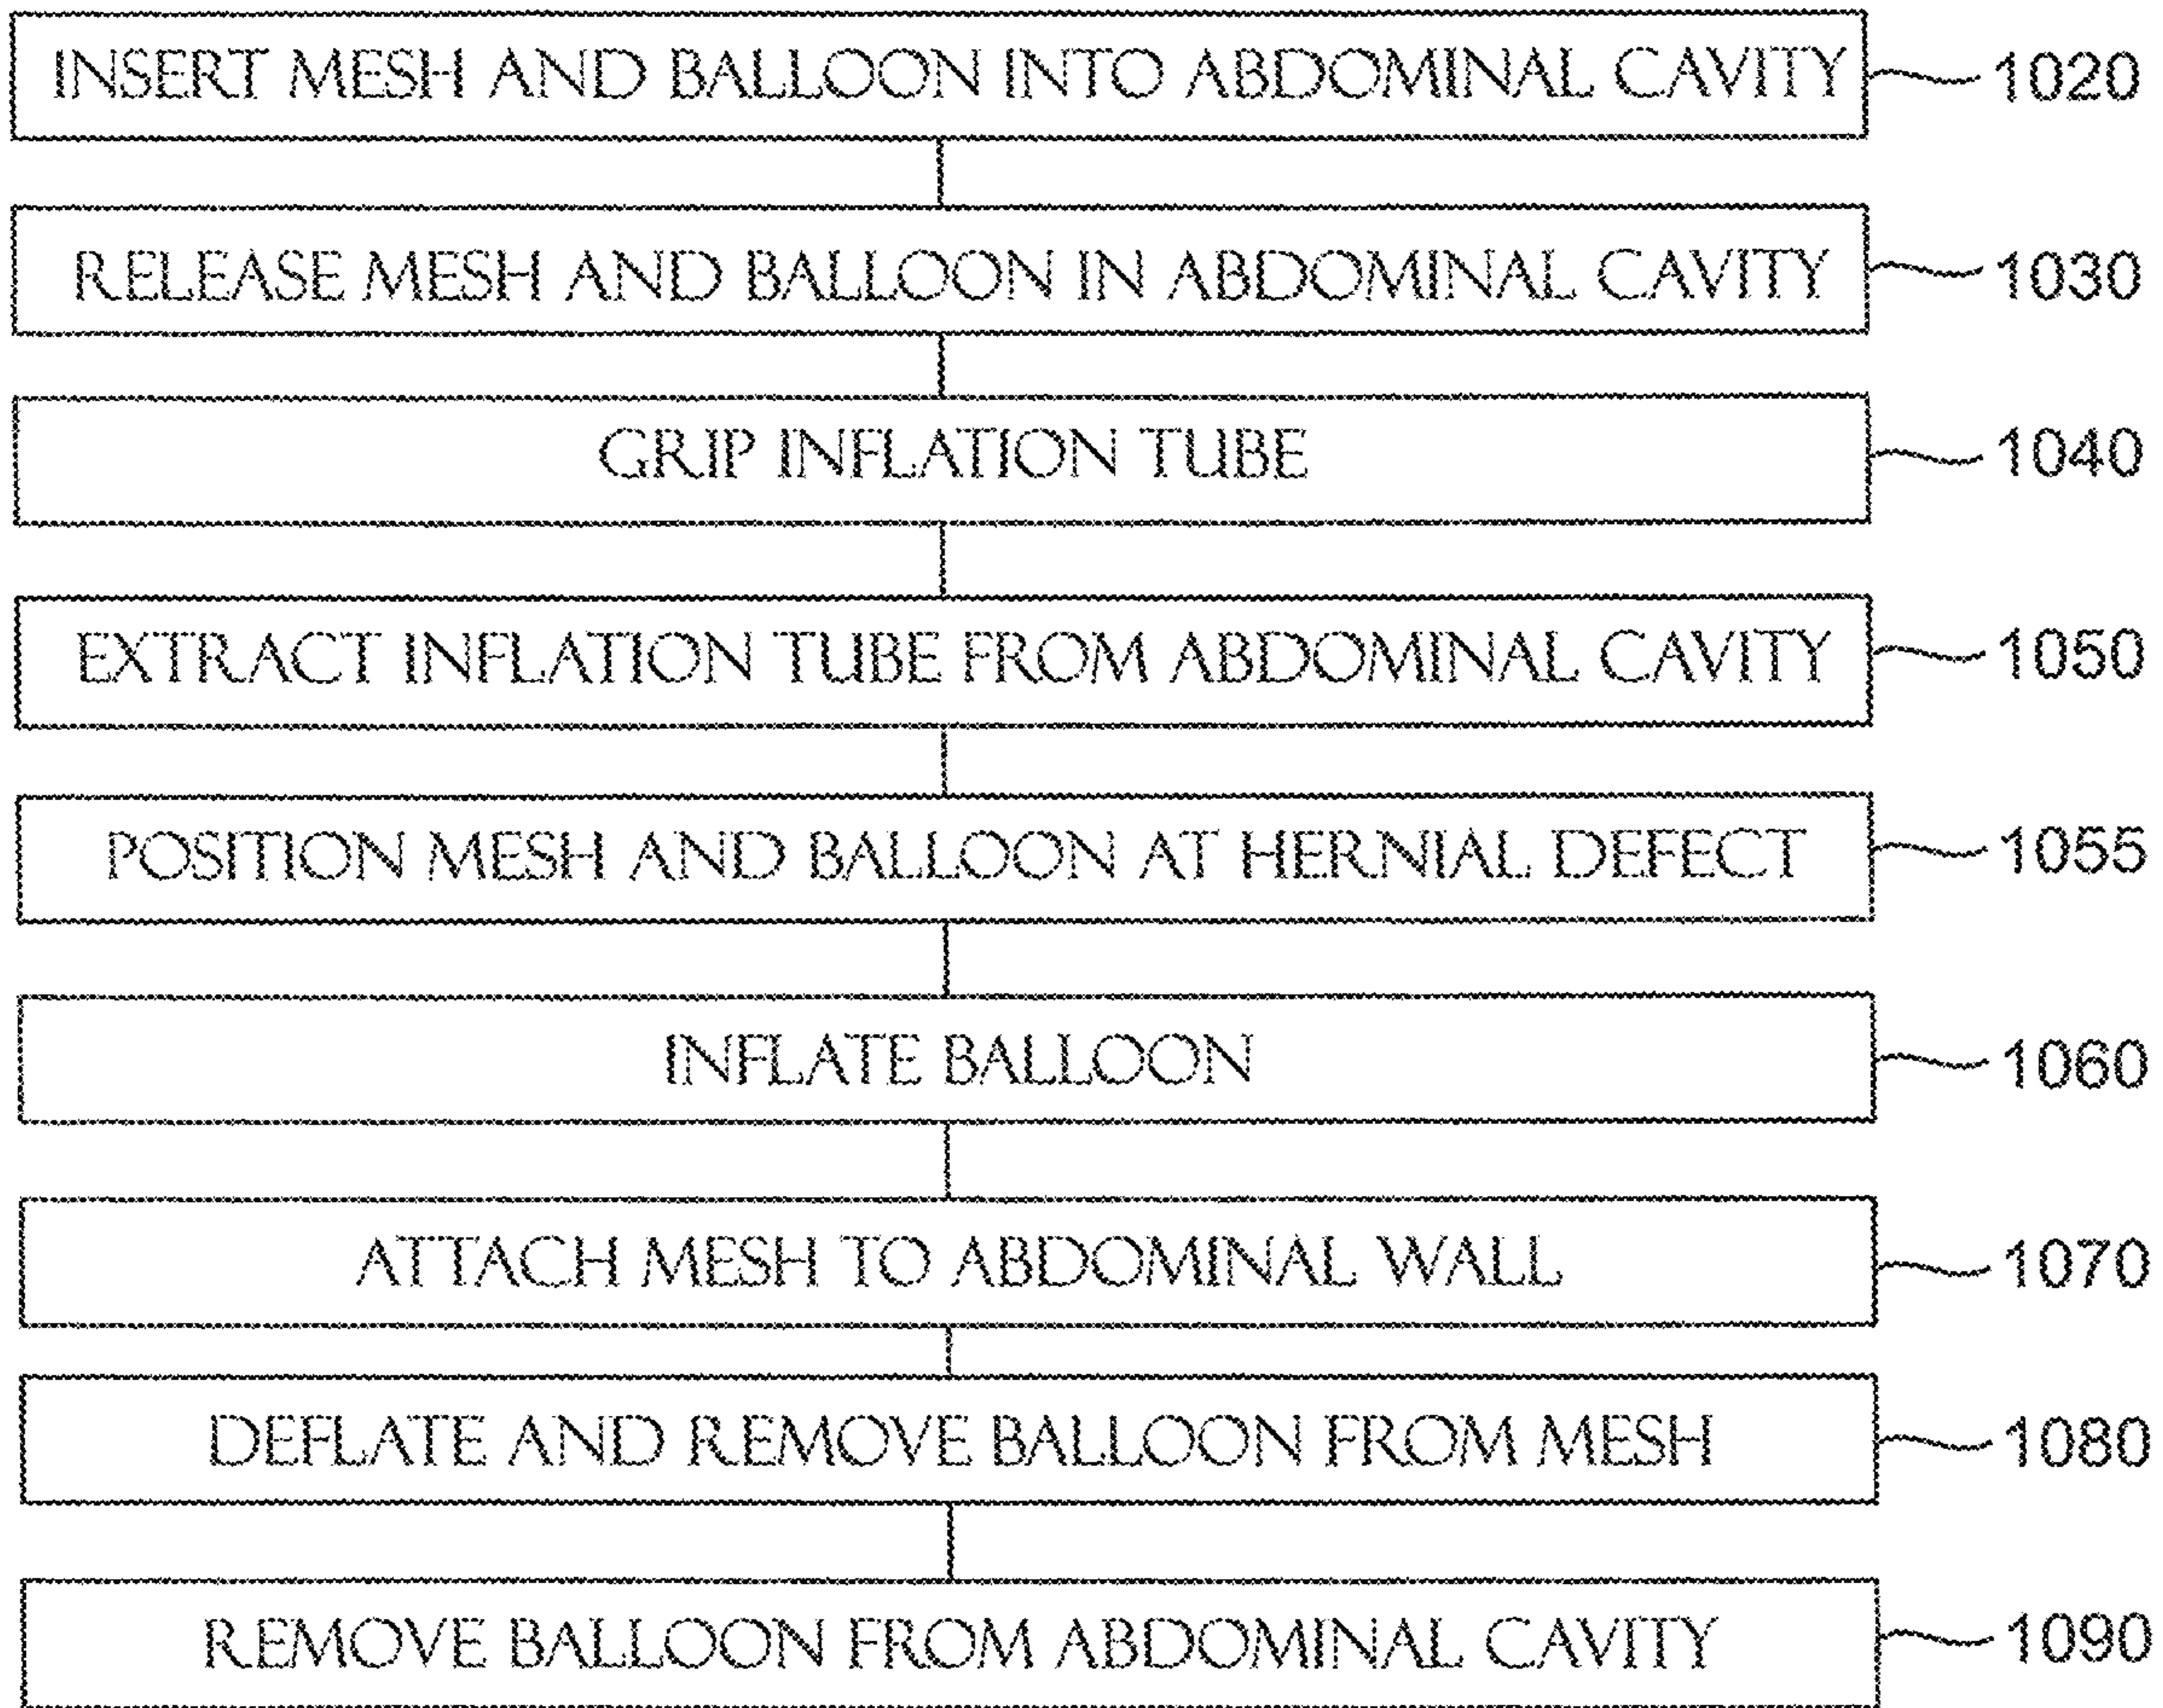 INSERT MESH AND BALLOON INTO ABDOMINAL CAVITY 1020
RELEASE MESH AND BALLOON IN ABDOMINAL CAVITY 1030
GRIP INFLATION TUBE 1040
EXTRACT INFLATION TUBE FROM ABDOMINAL CAVITY 1050
POSITION MESH AND BALLOON AT HERNIAL DEFECT 1055
INFLATE BALLOON 1060
ATTACH MESH TO ABDOMINAL WALL 1070
DEFLATE AND REMOVE BALLOON FROM MESH 1080
REMOVE BALLOON FROM ABDOMINAL CAVITY 1090